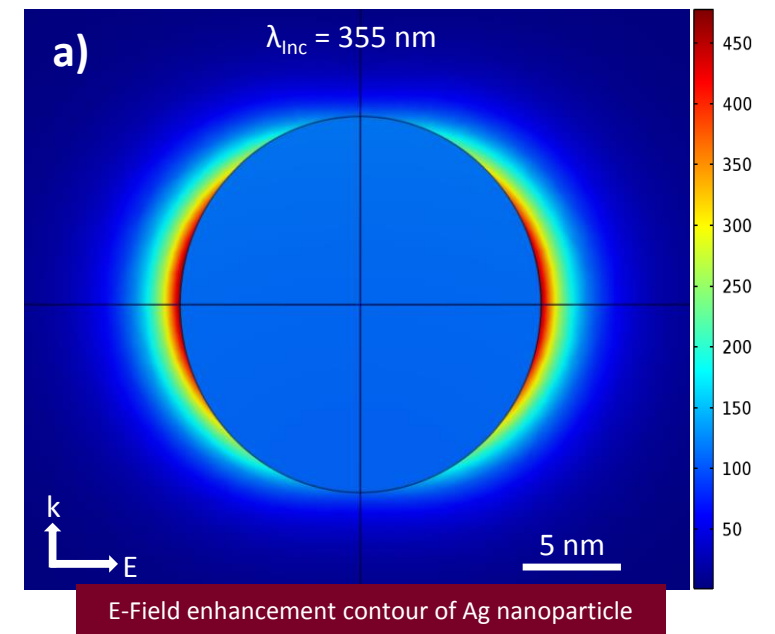 a)
λInc = 355 nm
450
400
350
300
250
200
150
100
50
k
E
5 nm
E-Field enhancement contour of Ag nanoparticle